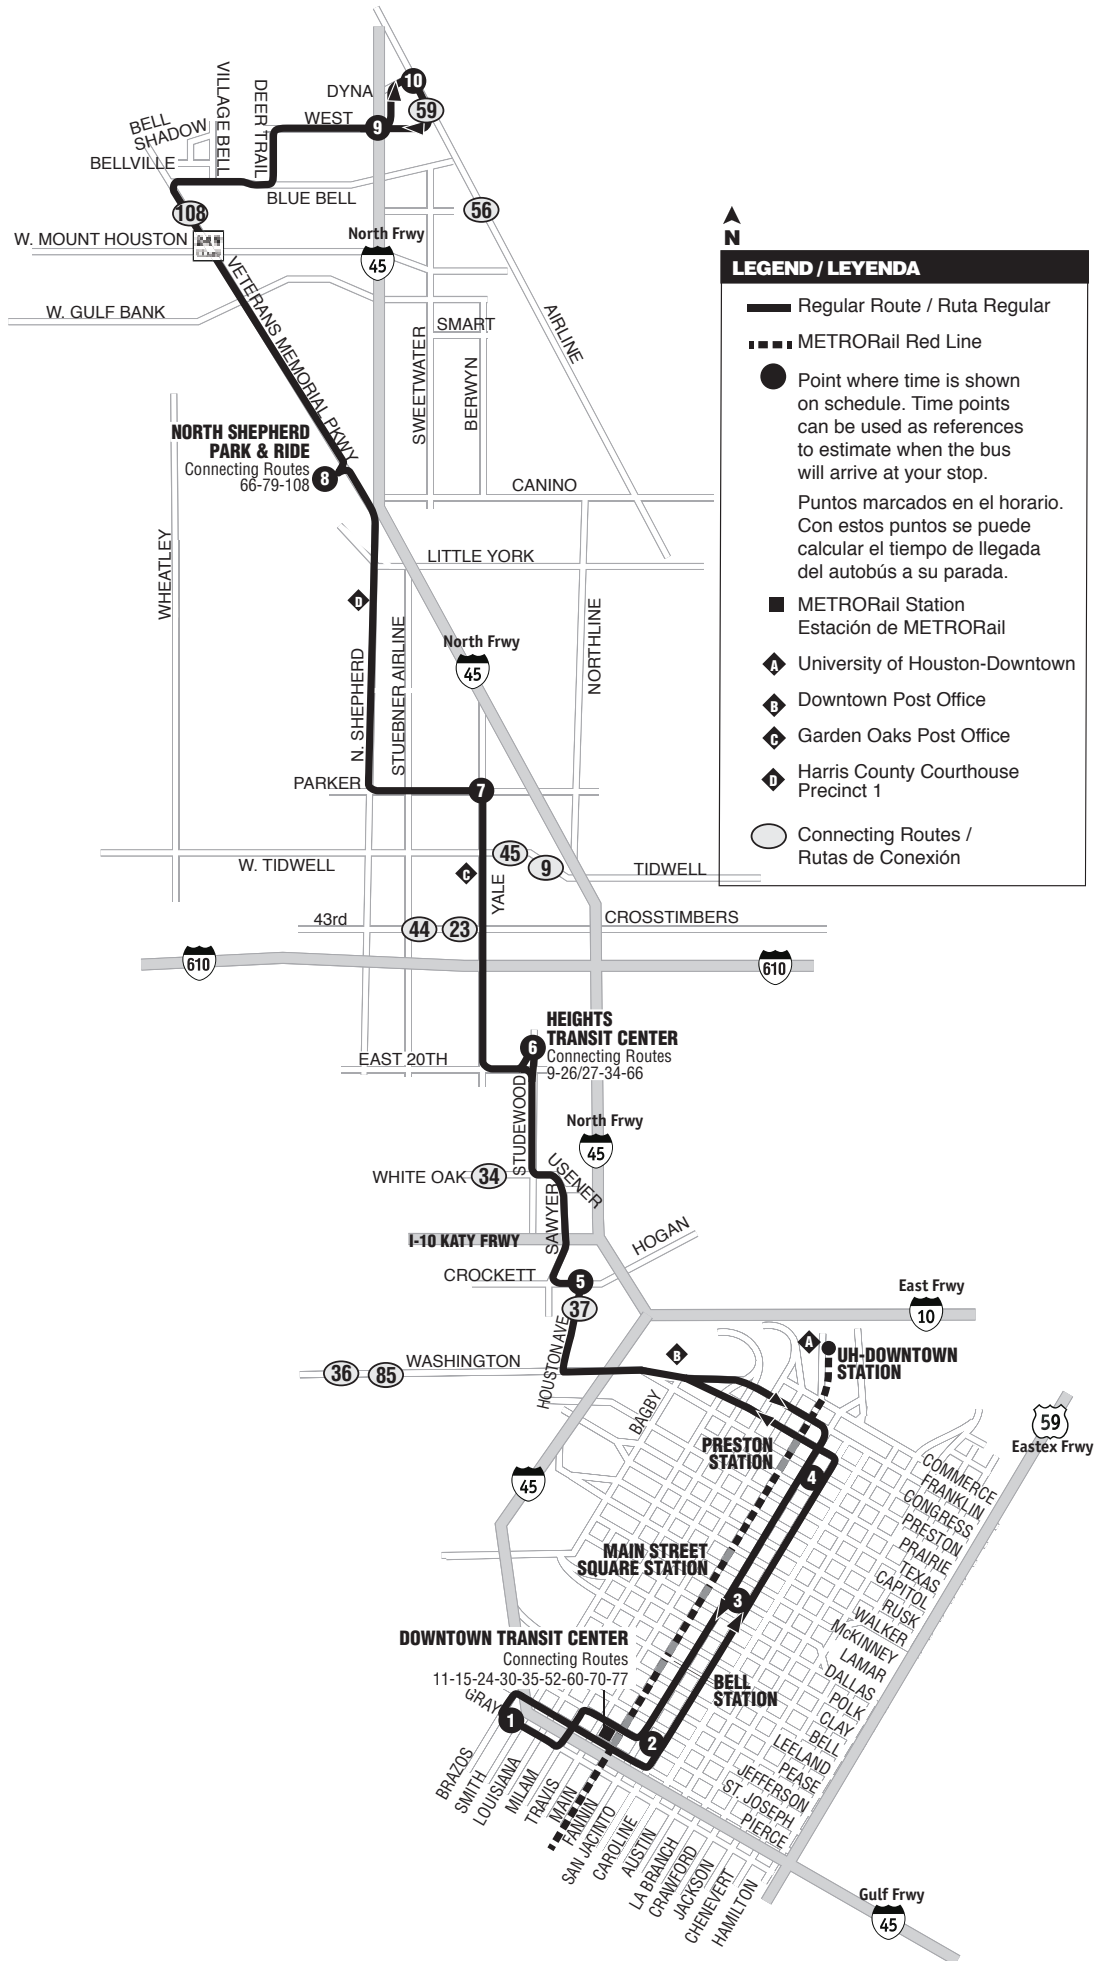 10
DYNA
59
WEST
9
VILLAGE BELL
DEER TRAIL
BELL
SHADOW
BELLVILLE
BLUE BELL
108
56
W. MOUNT HOUSTON
North Frwy
45
VETERANS MEMORIAL PKWY
W. GULF BANK
SMART
AIRLINE
SWEETWATER
BERWYN
NORTH SHEPHERD
PARK & RIDE
Connecting Routes
66-79-108
8
CANINO
WHEATLEY
LITTLE YORK
D
North Frwy
45
NORTHLINE
N. SHEPHERD
STUEBNER AIRLINE
PARKER
7
W. TIDWELL
45
9
TIDWELL
C
YALE
43rd
44
23
CROSSTIMBERS
610
610
HEIGHTS
TRANSIT CENTER
Connecting Routes
9-26/27-34-66
6
EAST 20TH
STUDEWOOD
North Frwy
45
WHITE OAK
34
USENER
SAWYER
I-10 KATY FRWY
HOGAN
CROCKETT
5
37
East Frwy
10
HOUSTON AVE
WASHINGTON
36
85
B
A
UH-DOWNTOWN
STATION
BAGBY
59
Eastex Frwy
PRESTON
STATION
4
45
COMMERCE
FRANKLIN
CONGRESS
PRESTON
PRAIRIE
TEXAS
CAPITOL
RUSK
WALKER
McKINNEY
LAMAR
DALLAS
POLK
CLAY
BELL
LEELAND
PEASE
JEFFERSON
ST. JOSEPH
PIERCE
MAIN STREET
SQUARE STATION
3
DOWNTOWN TRANSIT CENTER
Connecting Routes
11-15-24-30-35-52-60-70-77
BELL
STATION
GRAY
1
2
BRAZOS
SMITH
LOUISIANA
MILAM
TRAVIS
MAIN
FANNIN
SAN JACINTO
CAROLINE
AUSTIN
LA BRANCH
CRAWFORD
JACKSON
CHENEVERT
HAMILTON
Gulf Frwy
45
N
LEGEND / LEYENDA
Regular Route / Ruta Regular
METRORail Red Line
Point where time is shown
on schedule. Time points
can be used as references
to estimate when the bus
will arrive at your stop.
Puntos marcados en el horario.
Con estos puntos se puede
calcular el tiempo de llegada
del autobús a su parada.
METRORail Station
Estación de METRORail
A University of Houston-Downtown
B Downtown Post Office
C Garden Oaks Post Office
D Harris County Courthouse
Precinct 1
Connecting Routes /
Rutas de Conexión